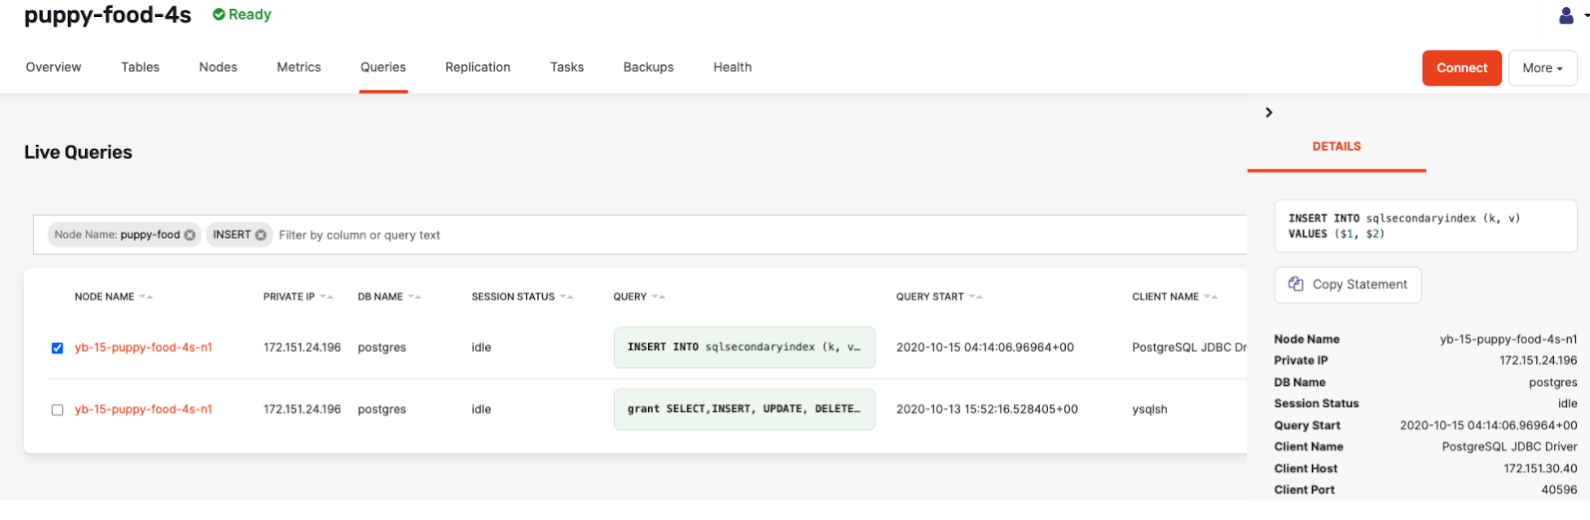 puppy-food-4s Ready
Overview Tables Nodes Metrics Queries Replication Tasks Backups Health Connect More
Live Queries
Node Name: puppy-food INSERT Filter by column or query text
NODE NAME PRIVATE IP DB NAME SESSION STATUS QUERY QUERY START CLIENT NAME
yb-15-puppy-food-4s-n1 172.151.24.196 postgres idle INSERT INTO sqlsecondaryindex (k, v… 2020-10-15 04:14:06.96964+00 PostgreSQL JDBC Dr
yb-15-puppy-food-4s-n1 172.151.24.196 postgres idle grant SELECT,INSERT, UPDATE, DELETE… 2020-10-13 15:52:16.528405+00 ysqlsh
DETAILS
INSERT INTO sqlsecondaryindex (k, v)
VALUES ($1, $2)
Copy Statement
Node Name yb-15-puppy-food-4s-n1
Private IP 172.151.24.196
DB Name postgres
Session Status idle
Query Start 2020-10-15 04:14:06.96964+00
Client Name PostgreSQL JDBC Driver
Client Host 172.151.30.40
Client Port 40596